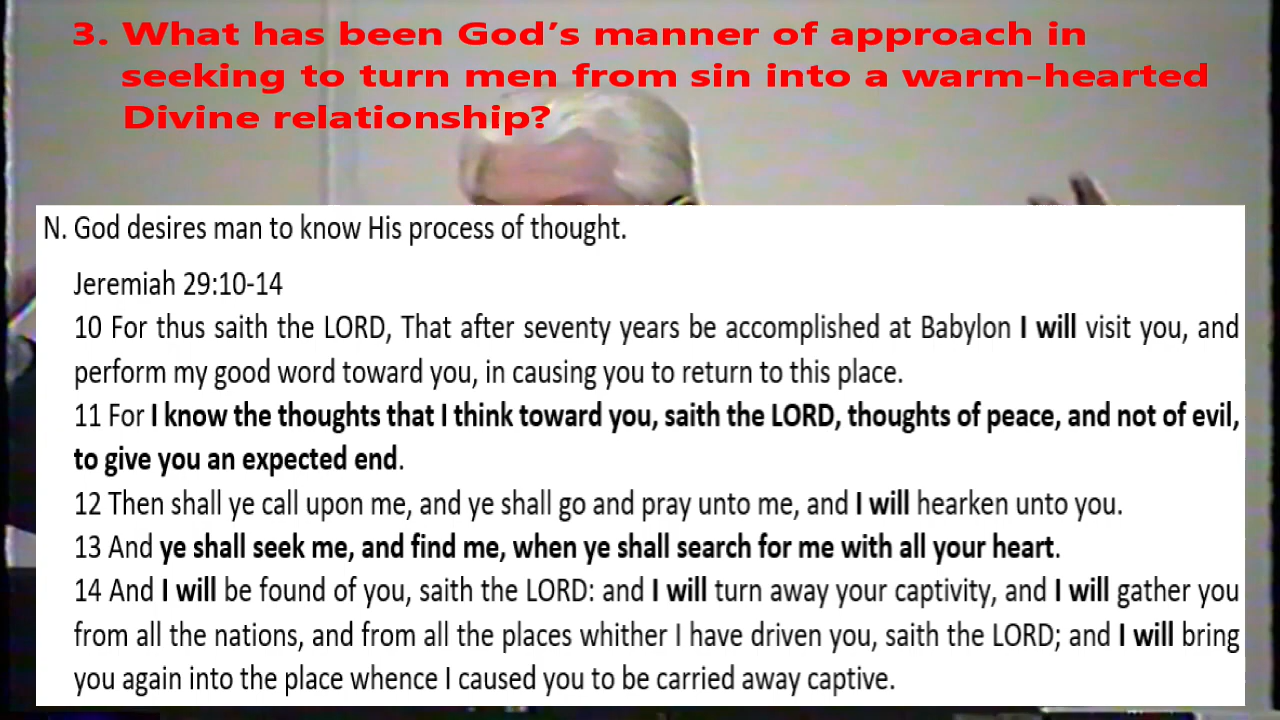 3. What has been God’s manner of approach in
seeking to turn men from sin into a warm-hearted
Divine relationship?
N. God desires man to know His process of thought.
Jeremiah 29:10-14
10 For thus saith the LORD, That after seventy years be accomplished at Babylon I will visit you, and
perform my good word toward you, in causing you to return to this place.
11 For I know the thoughts that I think toward you, saith the LORD, thoughts of peace, and not of evil,
to give you an expected end.
12 Then shall ye call upon me, and ye shall go and pray unto me, and I will hearken unto you.
13 And ye shall seek me, and find me, when ye shall search for me with all your heart.
14 And I will be found of you, saith the LORD: and I will turn away your captivity, and I will gather you
from all the nations, and from all the places whither I have driven you, saith the LORD; and I will bring
you again into the place whence I caused you to be carried away captive.